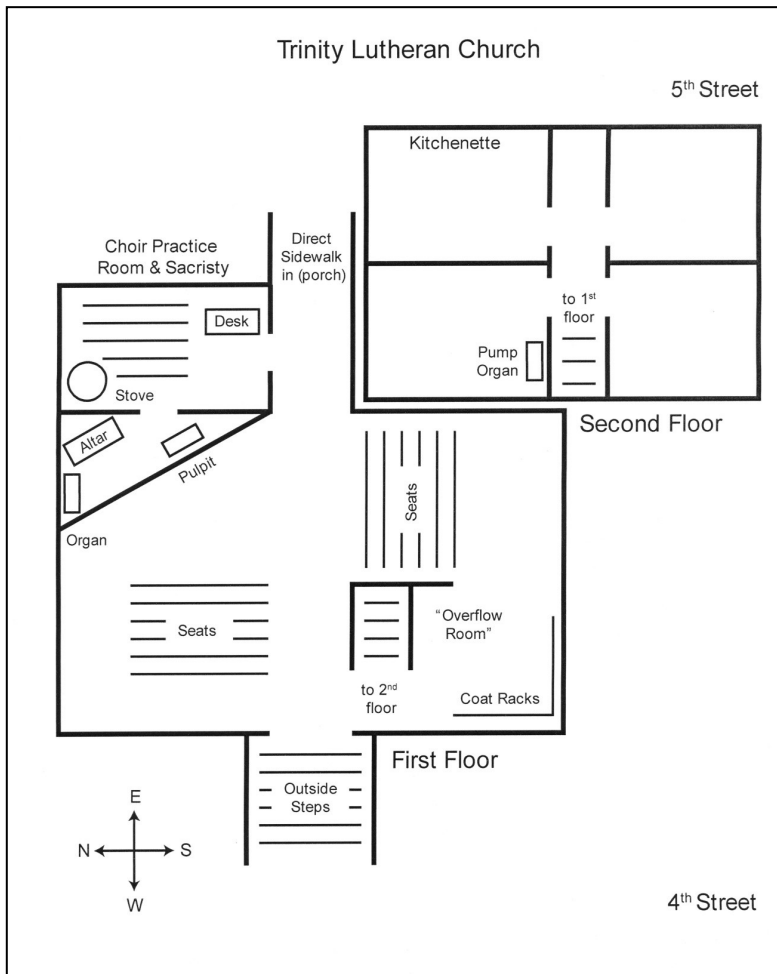 Trinity Lutheran Church
5th Street
Kitchenette
Choir Practice
Room & Sacristy
Direct
Sidewalk
in (porch)
Desk
to 1st
floor
Pump
Organ
Stove
Second Floor
Altar
Pulpit
Seats
Organ
Seats
"Overflow
Room"
to 2nd
floor
Coat Racks
First Floor
Outside
Steps
E
N
S
W
4th Street